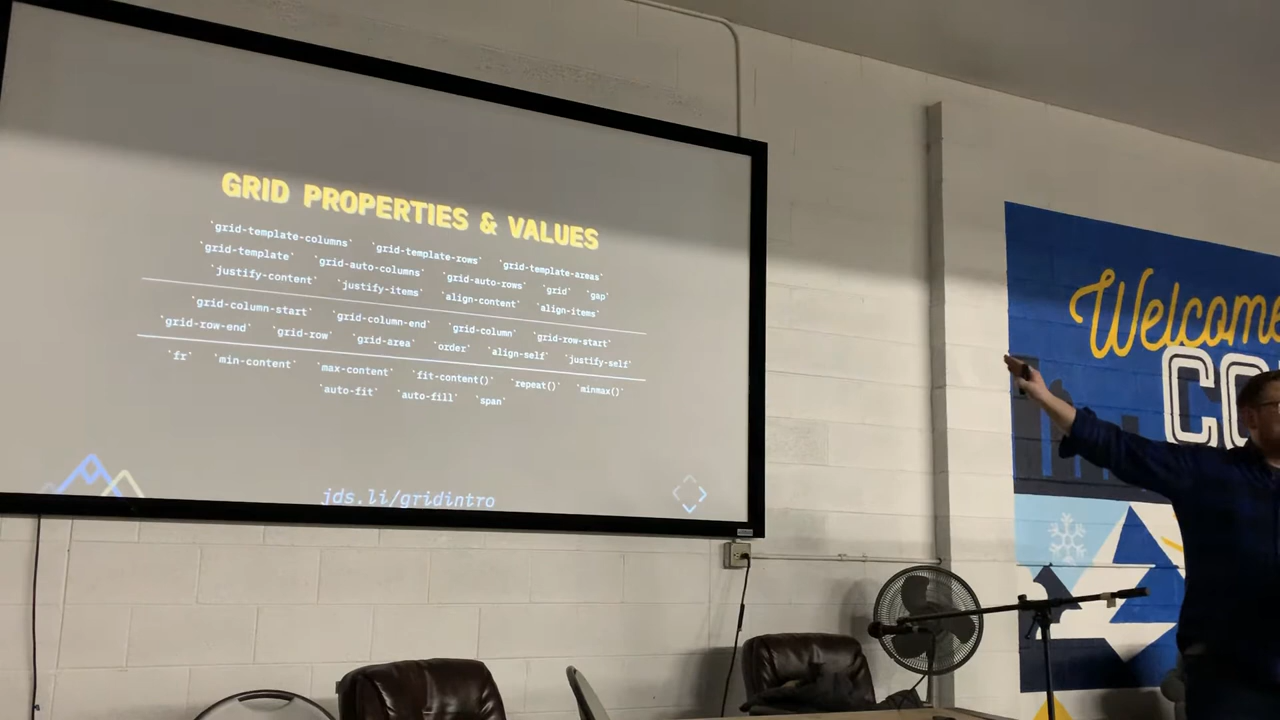 GRID PROPERTIES & VALUES
`grid-template-columns` `grid-template-rows` `grid-template-areas`
`grid-template` `grid-auto-columns` `grid-auto-rows` `grid` `gap`
`justify-content` `justify-items` `align-content` `align-items`
`grid-column-start` `grid-column-end` `grid-column` `grid-row-start`
`grid-row-end` `grid-row` `grid-area` `order` `align-self` `justify-self`
`fr` `min-content` `max-content` `fit-content()` `repeat()` `minmax()`
`auto-fit` `auto-fill` `span`
jds.li/gridintro
Welcome
CO